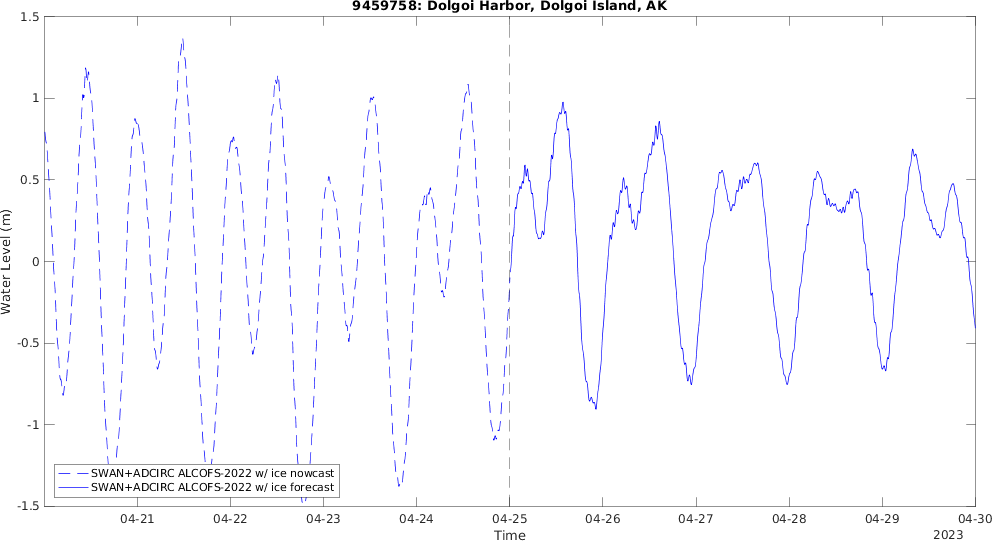 9459758: Dolgoi Harbor, Dolgoi Island, AK
1.5
1
0.5
0
-0.5
-1
-1.5
Water Level (m)
SWAN+ADCIRC ALCOFS-2022 w/ ice nowcast
SWAN+ADCIRC ALCOFS-2022 w/ ice forecast
04-21 04-22 04-23 04-24 04-25 04-26 04-27 04-28 04-29 04-30
Time 2023